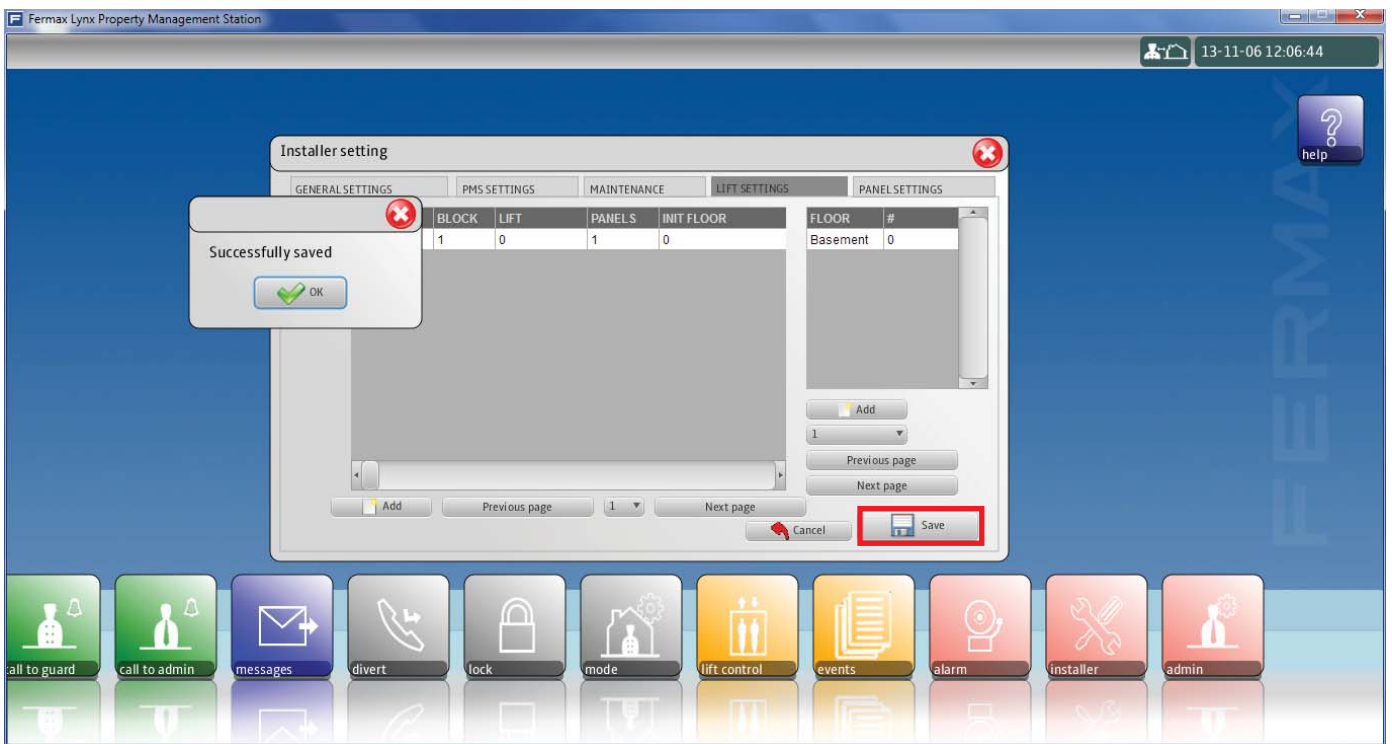 Fermax Lynx Property Management Station
13-11-06 12:06:44
help
Installer setting
GENERAL SETTINGS PMS SETTINGS MAINTENANCE LIFT SETTINGS PANEL SETTINGS
BLOCK LIFT PANELS INIT FLOOR FLOOR #
1 0 1 0 Basement 0
Successfully saved
OK
Add
1
Previous page
Next page
Add Previous page 1 Next page
Cancel Save
FERMAX
all to guard call to admin messages divert lock mode lift control events alarm installer admin